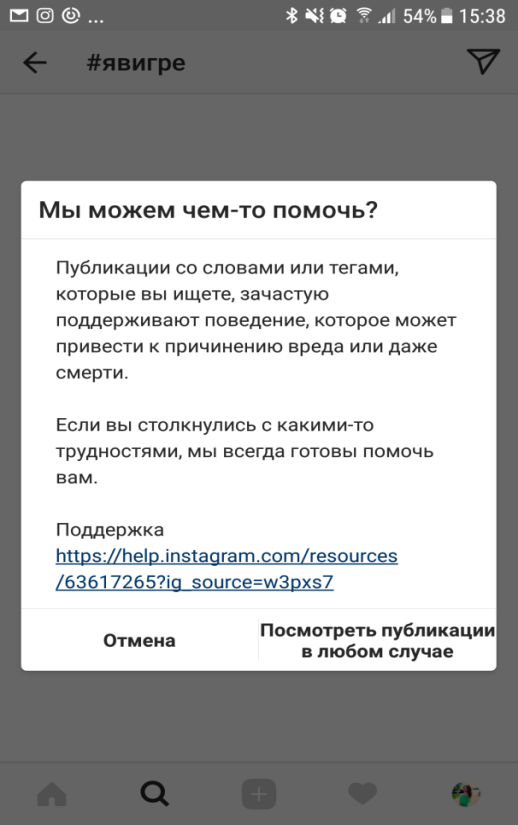 ... 54% 15:38
#явигре
Мы можем чем-то помочь?
Публикации со словами или тегами,
которые вы ищете, зачастую
поддерживают поведение, которое может
привести к причинению вреда или даже
смерти.
Если вы столкнулись с какими-то
трудностями, мы всегда готовы помочь
вам.
Поддержка
https://help.instagram.com/resources
/63617265?ig_source=w3pxs7
Отмена
Посмотреть публикации
в любом случае